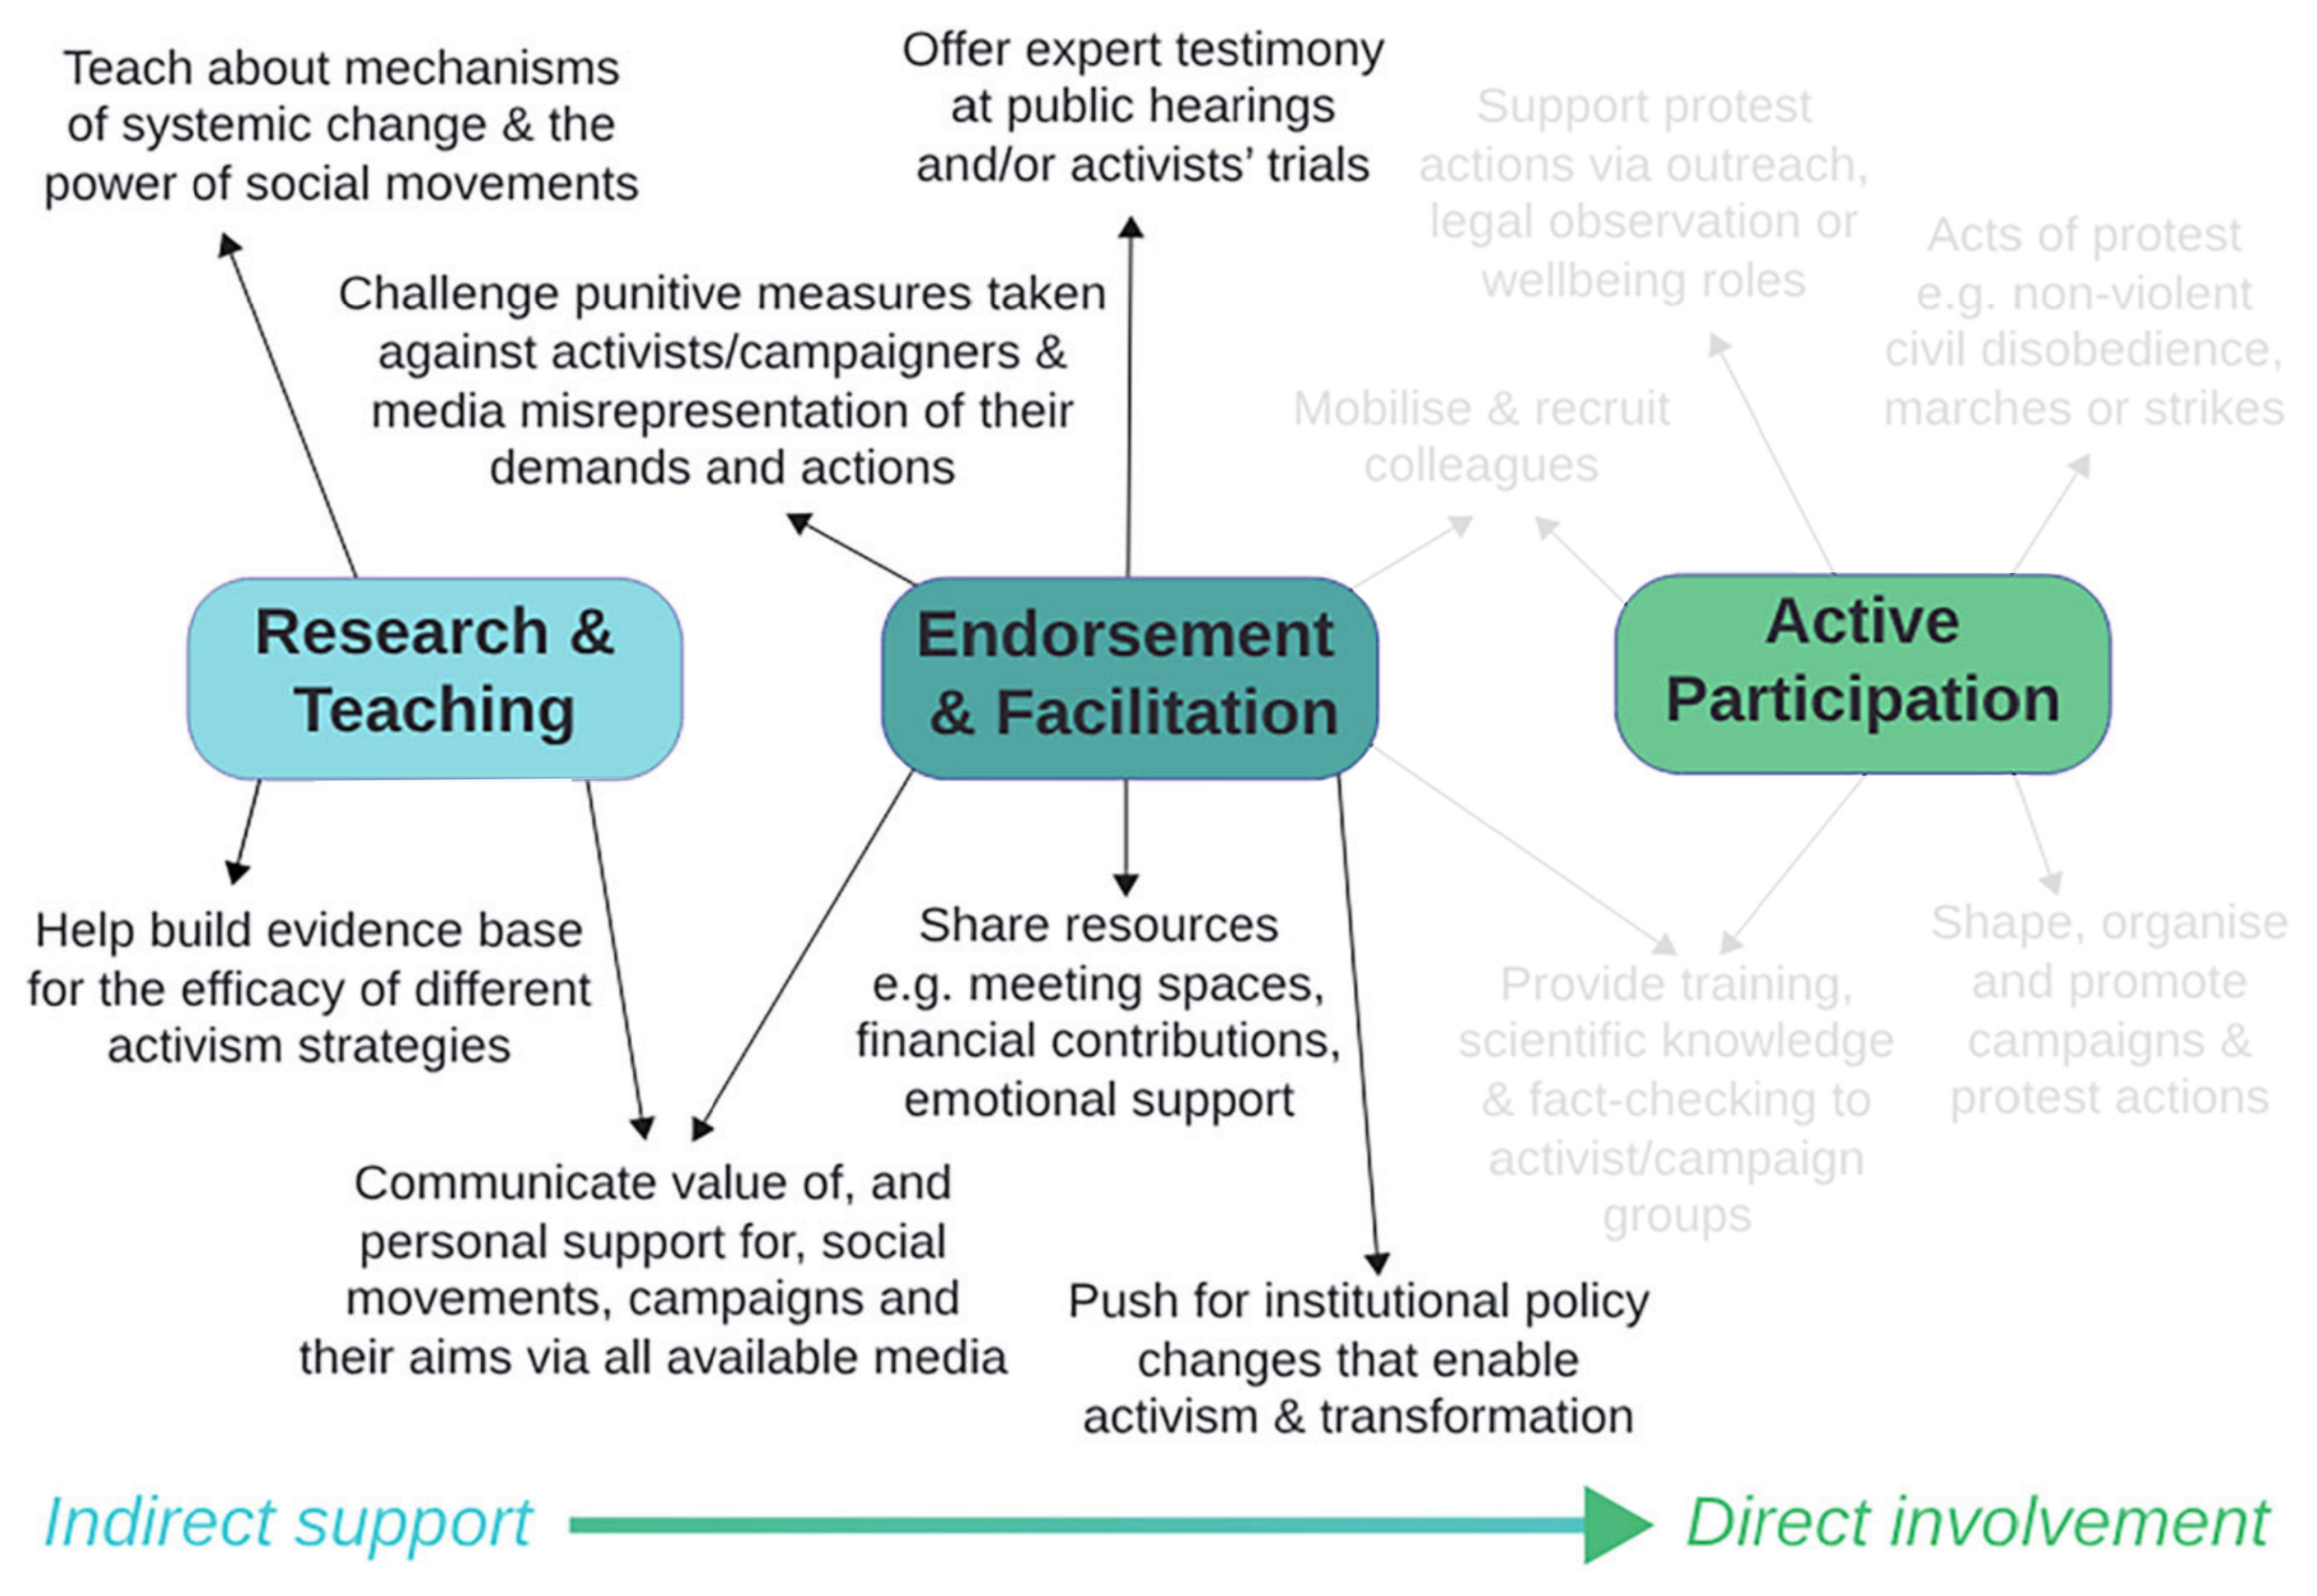 Teach about mechanisms
of systemic change & the
power of social movements
Offer expert testimony
at public hearings
and/or activists’ trials
Support protest
actions via outreach,
legal observation or
wellbeing roles
Acts of protest
e.g. non-violent
civil disobedience,
marches or strikes
Challenge punitive measures taken
against activists/campaigners &
media misrepresentation of their
demands and actions
Mobilise & recruit
colleagues
Research &
Teaching
Endorsement
& Facilitation
Active
Participation
Help build evidence base
for the efficacy of different
activism strategies
Share resources
e.g. meeting spaces,
financial contributions,
emotional support
Provide training,
scientific knowledge
& fact-checking to
activist/campaign
groups
Shape, organise
and promote
campaigns &
protest actions
Communicate value of, and
personal support for, social
movements, campaigns and
their aims via all available media
Push for institutional policy
changes that enable
activism & transformation
Indirect support
Direct involvement